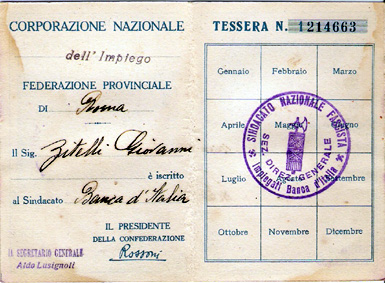 CORPORAZIONE NAZIONALE
dell'Impiego
FEDERAZIONE PROVINCIALE
DI Roma
Il Sig. Zitelli Giovanni
è iscritto
al Sindacato Banca d'Italia
IL PRESIDENTE
DELLA CONFEDERAZIONE
Rossoni
IL SEGRETARIO GENERALE
Aldo Lusignoli
TESSERA N. 1214663
Gennaio Febbraio Marzo
Aprile Maggio Giugno
Luglio Settembre
Ottobre Novembre Dicembre
SINDACATO NAZIONALE FASCISTA
Impiegati Banca d'Italia
SEZ. DIREZ. GENERALE